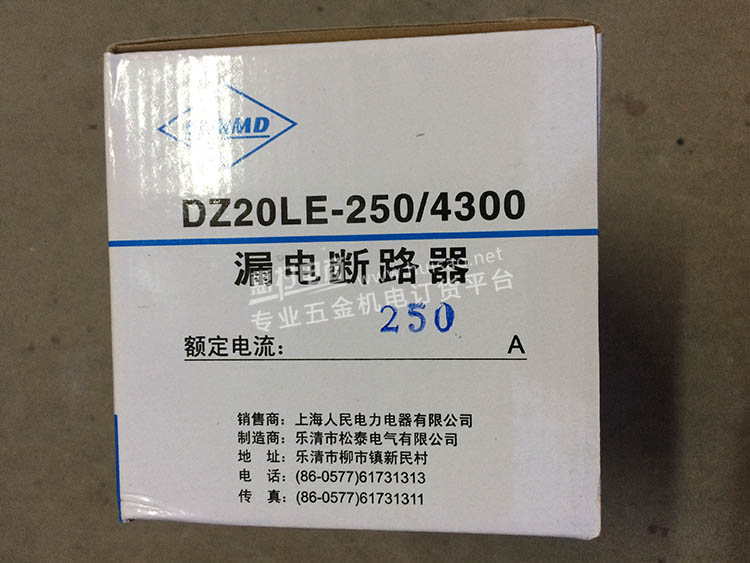 DZ20LE-250/4300
漏电断路器
专业五金机电订货平台
250
额定电流: A
销售商: 上海人民电力电器有限公司
制造商: 乐清市松泰电气有限公司
地 址: 乐清市柳市镇新民村
电 话: (86-0577)61731313
传 真: (86-0577)61731311